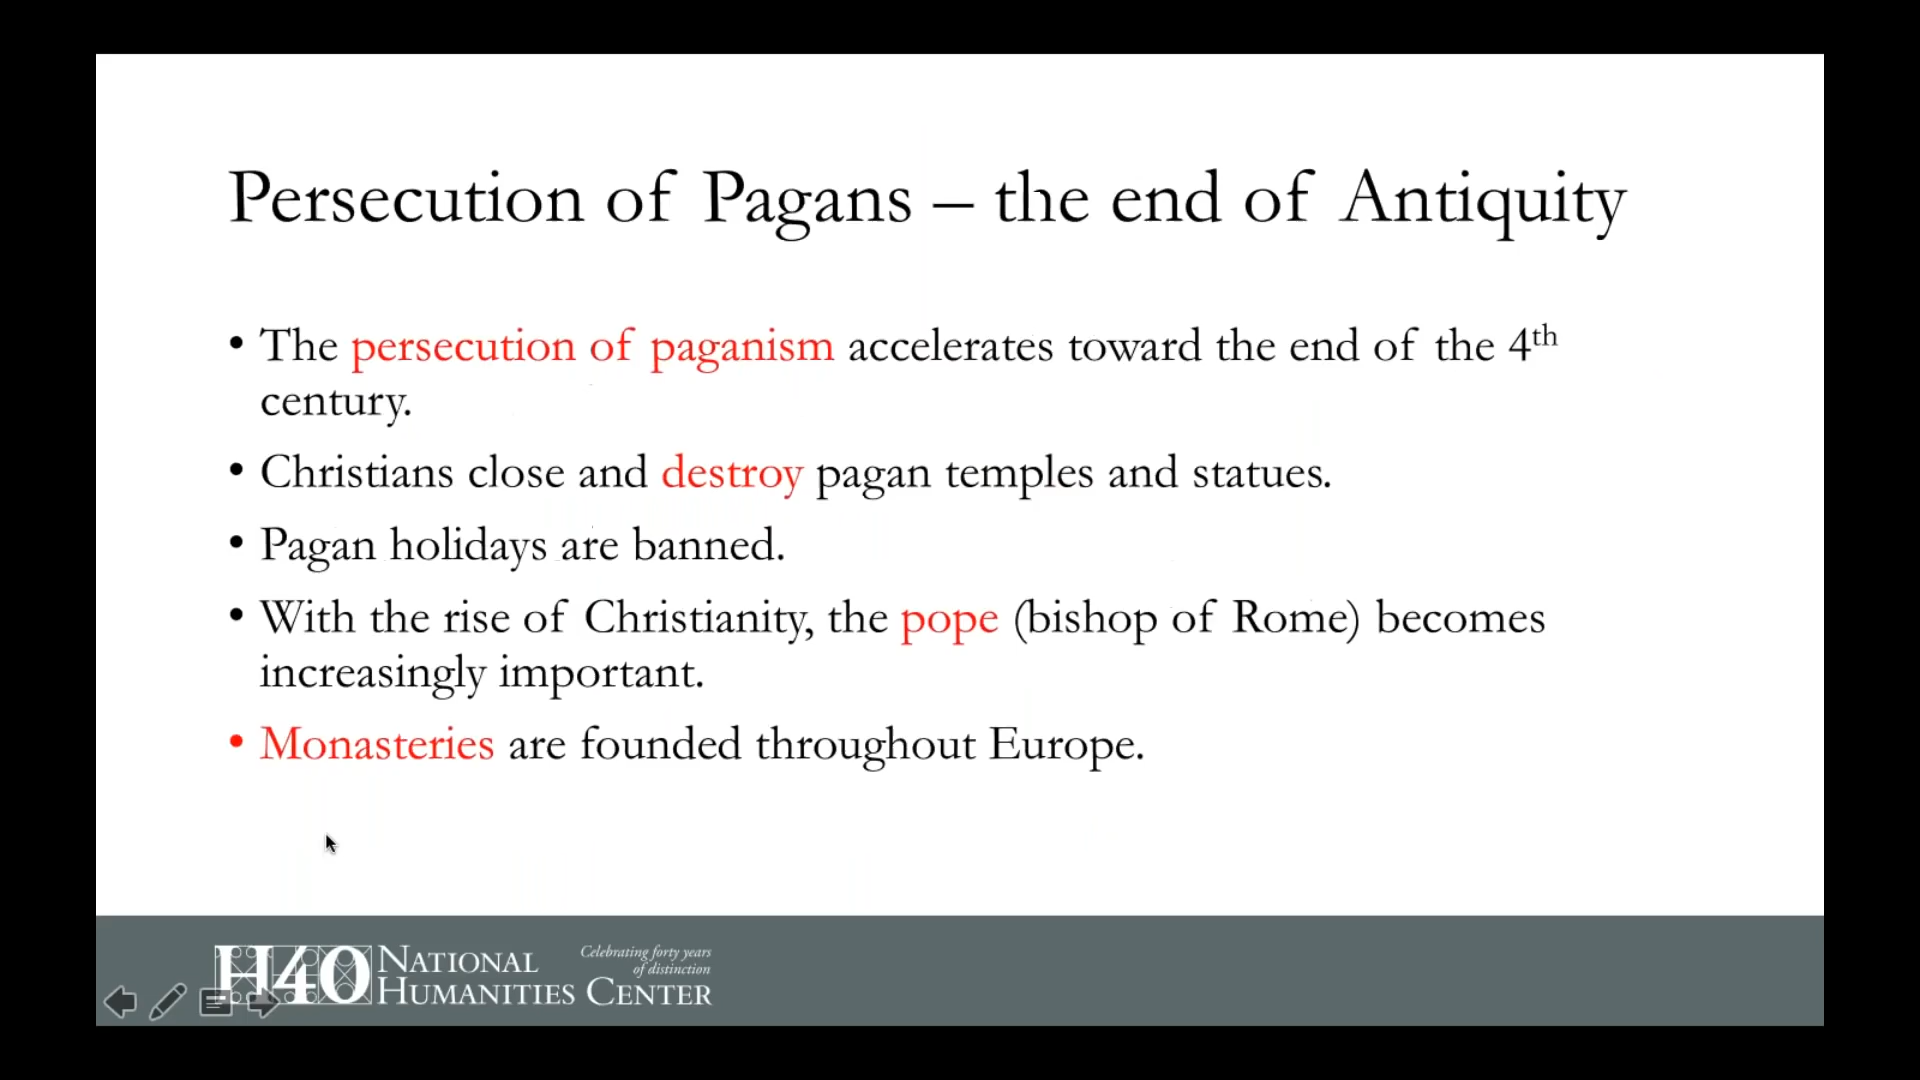 Persecution of Pagans – the end of Antiquity
• The persecution of paganism accelerates toward the end of the 4th
century.
• Christians close and destroy pagan temples and statues.
• Pagan holidays are banned.
• With the rise of Christianity, the pope (bishop of Rome) becomes
increasingly important.
• Monasteries are founded throughout Europe.
H40 NATIONAL HUMANITIES CENTER
Celebrating forty years
of distinction